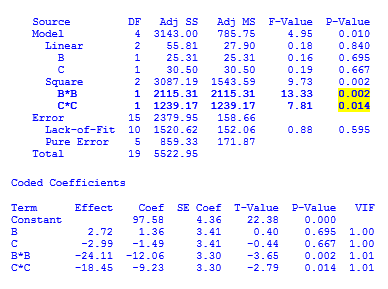 Source DF Adj SS Adj MS F-Value P-Value
Model 4 3143.00 785.75 4.95 0.010
Linear 2 55.81 27.90 0.18 0.840
B 1 25.31 25.31 0.16 0.695
C 1 30.50 30.50 0.19 0.667
Square 2 3087.19 1543.59 9.73 0.002
B*B 1 2115.31 2115.31 13.33 0.002
C*C 1 1239.17 1239.17 7.81 0.014
Error 15 2379.95 158.66
Lack-of-Fit 10 1520.62 152.06 0.88 0.595
Pure Error 5 859.33 171.87
Total 19 5522.95
Coded Coefficients
Term Effect Coef SE Coef T-Value P-Value VIF
Constant 97.58 4.36 22.38 0.000
B 2.72 1.36 3.41 0.40 0.695 1.00
C -2.99 -1.49 3.41 -0.44 0.667 1.00
B*B -24.11 -12.06 3.30 -3.65 0.002 1.01
C*C -18.45 -9.23 3.30 -2.79 0.014 1.01